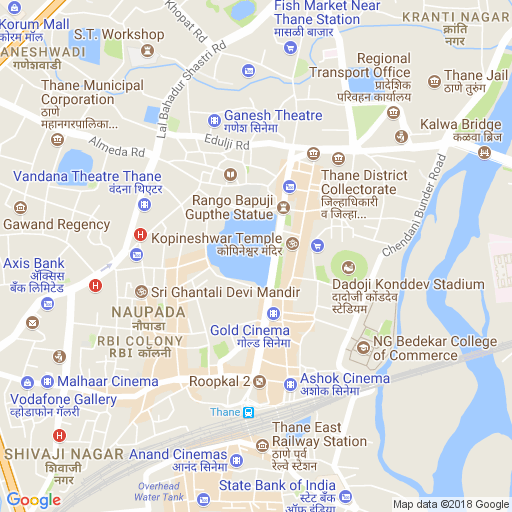 Korum Mall
कोरम मॉल
Khopat Rd
Fish Market Near
Thane Station
मासळी बाजार
KRANTI NAGAR
क्रांति
नगर
S.T. Workshop
ANESHWADI
गणेशवाडी
Lal Bahadur Shastri Rd
Regional
Transport Office
प्रादेशिक
परिवहन कार्यालय
Thane Jail
ठाणे तुरुंग
Thane Municipal
Corporation
ठाणे
महानगरपालिका...
Ganesh Theatre
गणेश सिनेमा
Kalwa Bridge
कळवा ब्रिज
Almeda Rd
Edulji Rd
Vandana Theatre Thane
वंदना थिएटर
Thane District
Collectorate
जिल्हाधिकारी
व जिल्हा...
Chendani Bunder Road
Rango Bapuji
Gupthe Statue
Gawand Regency
Kopineshwar Temple
कोपिनेश्वर मंदिर
Axis Bank
ॲक्सिस
बँक लिमिटेड
Sri Ghantali Devi Mandir
Dadoji Konddev Stadium
दादोजी कोंडदेव
स्टेडियम
NAUPADA
नौपाडा
RBI COLONY
RBI कॉलनी
Gold Cinema
गोल्ड सिनेमा
NG Bedekar College
of Commerce
Malhaar Cinema
Roopkal 2
Ashok Cinema
अशोक सिनेमा
Vodafone Gallery
व्होडाफोन गॅलरी
Thane
Thane East
Railway Station
ठाणे पूर्व
रेल्वे स्टेशन
SHIVAJI NAGAR
शिवाजी
नगर
Anand Cinemas
आनंद सिनेमा
Overhead
Water Tank
State Bank of India
स्टेट बँक
ऑफ इंडिया
Google
Map data ©2018 Google